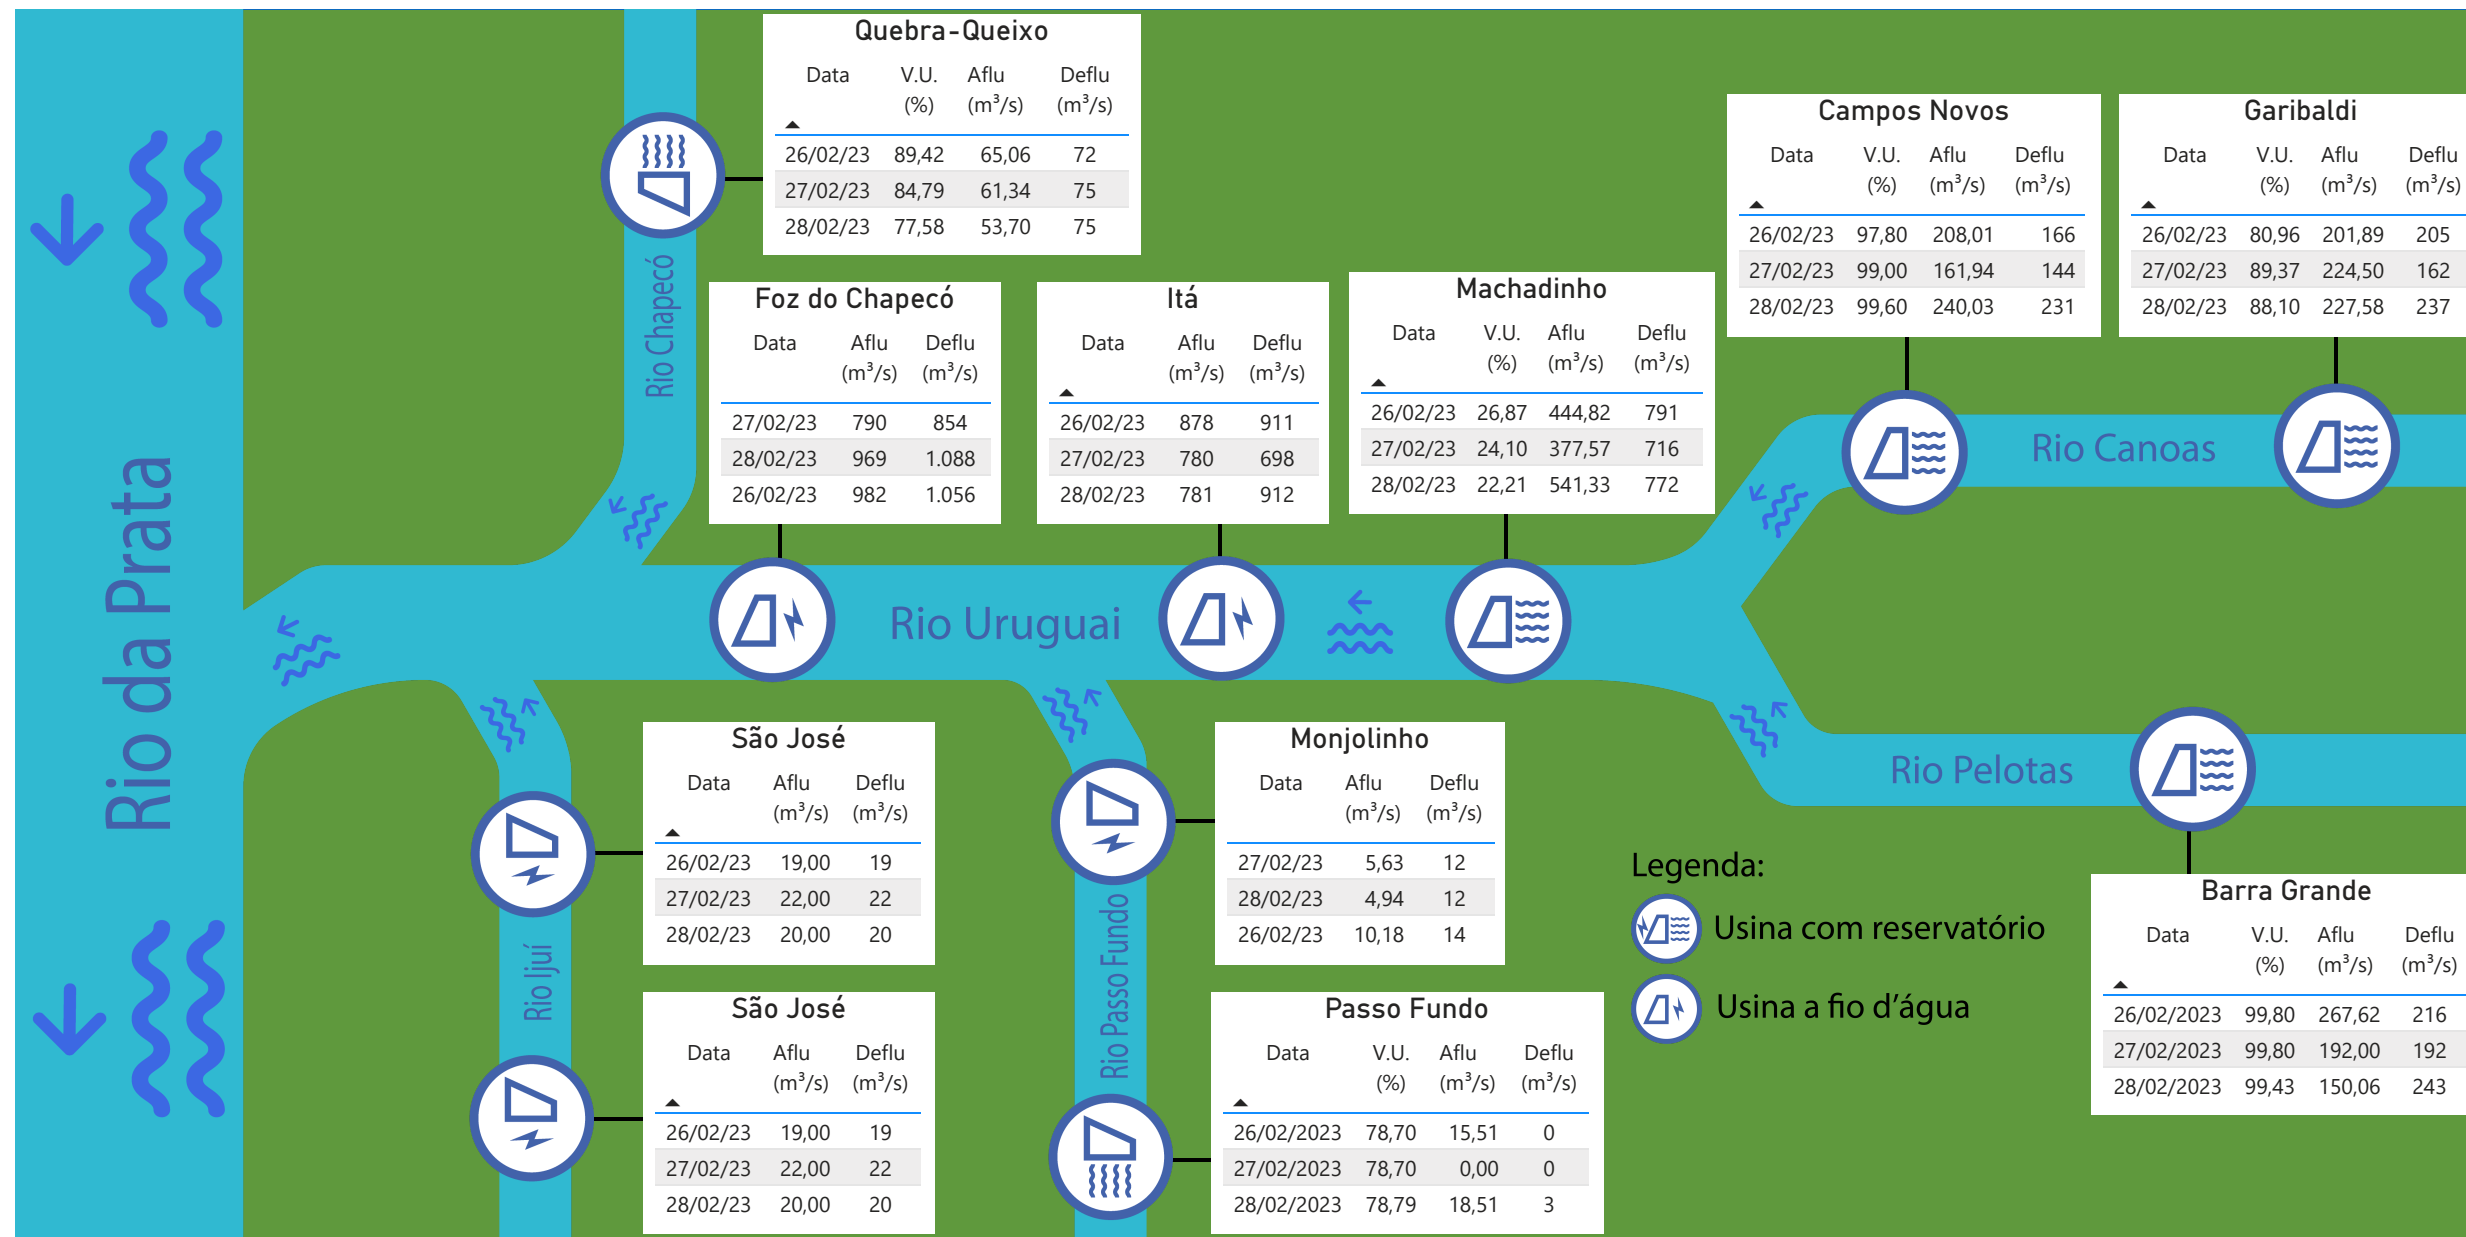 Quebra-Queixo
Data V.U. Aflu Deflu
(%) (m³/s) (m³/s)
26/02/23 89,42 65,06 72
27/02/23 84,79 61,34 75
28/02/23 77,58 53,70 75
Campos Novos
Data V.U. Aflu Deflu
(%) (m³/s) (m³/s)
26/02/23 97,80 208,01 166
27/02/23 99,00 161,94 144
28/02/23 99,60 240,03 231
Garibaldi
Data V.U. Aflu Deflu
(%) (m³/s) (m³/s)
26/02/23 80,96 201,89 205
27/02/23 89,37 224,50 162
28/02/23 88,10 227,58 237
Rio Chapecó
Foz do Chapecó
Data Aflu Deflu
(m³/s) (m³/s)
27/02/23 790 854
28/02/23 969 1.088
26/02/23 982 1.056
Itá
Data Aflu Deflu
(m³/s) (m³/s)
26/02/23 878 911
27/02/23 780 698
28/02/23 781 912
Machadinho
Data V.U. Aflu Deflu
(%) (m³/s) (m³/s)
26/02/23 26,87 444,82 791
27/02/23 24,10 377,57 716
28/02/23 22,21 541,33 772
Rio Canoas
Rio da Prata
Rio Uruguai
Rio Pelotas
São José
Data Aflu Deflu
(m³/s) (m³/s)
26/02/23 19,00 19
27/02/23 22,00 22
28/02/23 20,00 20
Monjolinho
Data Aflu Deflu
(m³/s) (m³/s)
27/02/23 5,63 12
28/02/23 4,94 12
26/02/23 10,18 14
Legenda:
Usina com reservatório
Usina a fio d'água
Barra Grande
Data V.U. Aflu Deflu
(%) (m³/s) (m³/s)
26/02/2023 99,80 267,62 216
27/02/2023 99,80 192,00 192
28/02/2023 99,43 150,06 243
Rio Ijuí
Rio Passo Fundo
São José
Data Aflu Deflu
(m³/s) (m³/s)
26/02/23 19,00 19
27/02/23 22,00 22
28/02/23 20,00 20
Passo Fundo
Data V.U. Aflu Deflu
(%) (m³/s) (m³/s)
26/02/2023 78,70 15,51 0
27/02/2023 78,70 0,00 0
28/02/2023 78,79 18,51 3